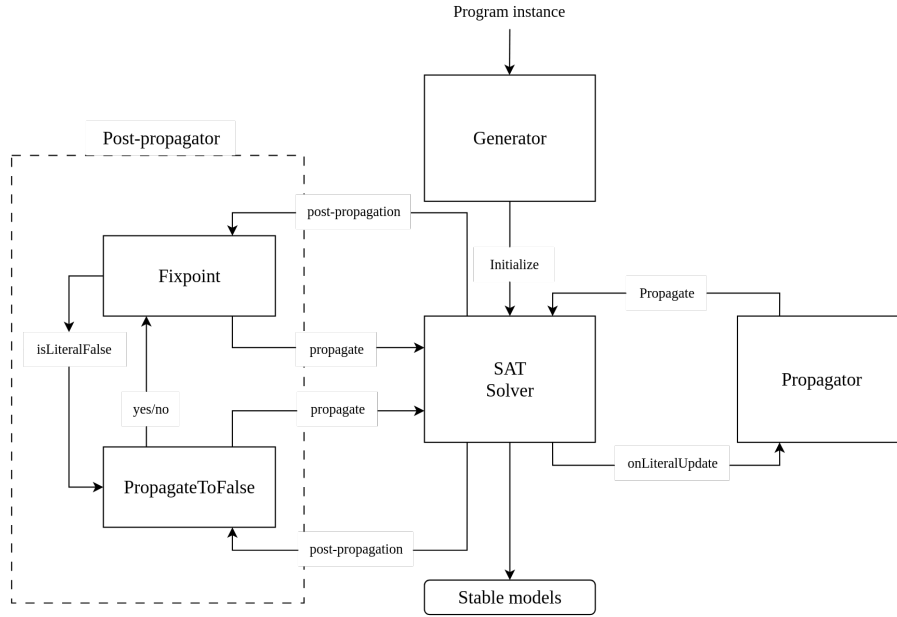 Program instance
Generator
Post-propagator
post-propagation
Initialize
Fixpoint
Propagate
isLiteralFalse
propagate
SAT
Solver
Propagator
yes/no
propagate
onLiteralUpdate
PropagateToFalse
post-propagation
Stable models